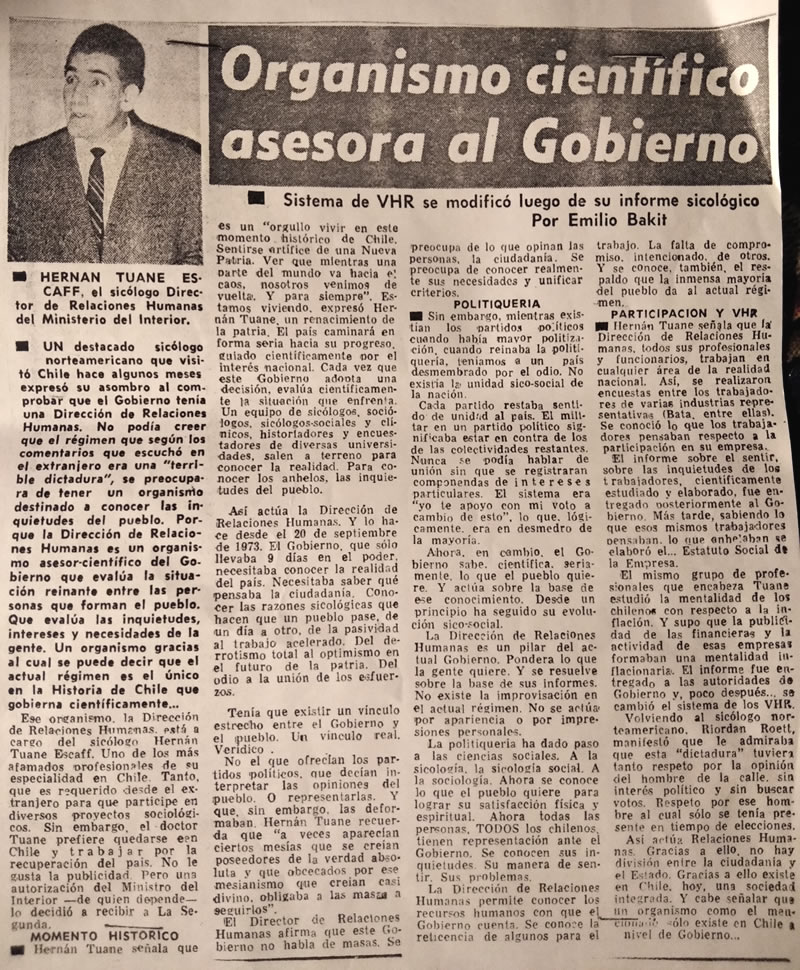 Organismo científico
asesora al Gobierno
Sistema de VHR se modificó luego de su informe sicológico
Por Emilio Bakit
HERNAN TUANE ES-
CAFF, el sicólogo Direc-
tor de Relaciones Humanas
del Ministerio del Interior.
UN destacado sicólogo
norteamericano que visi-
tó Chile hace algunos meses
expresó su asombro al com-
probar que el Gobierno tenía
una Dirección de Relaciones
Humanas. No podía creer
que el régimen que según los
comentarios que escuchó en
el extranjero era una "terri-
ble dictadura", se preocupa-
ra de tener un organismo
destinado a conocer las in-
quietudes del pueblo. Por-
que la Dirección de Relacio-
nes Humanas es un organis-
mo asesor-científico del Go-
bierno que evalúa la situa-
ción reinante entre las per-
sonas que forman el pueblo.
Que evalúa las inquietudes,
intereses y necesidades de la
gente. Un organismo gracias
al cual se puede decir que el
actual régimen es el único
en la Historia de Chile que
gobierna científicamente...
Ese organismo, la Dirección
de Relaciones Humanas, está a
cargo del sicólogo Hernán
Tuane Escaff. Uno de los más
afamados profesionales de su
especialidad en Chile. Tanto,
que es requerido desde el ex-
tranjero para que participe en
diversos proyectos sociológi-
cos. Sin embargo, el doctor
Tuane prefiere quedarse een
Chile y trabajar por la
recuperación del país. No le
gusta la publicidad. Pero una
autorización del Ministro del
Interior —de quien depende—
lo decidió a recibir a La Se-
gunda.
MOMENTO HISTORICO
Hernán Tuane señala que
es un "orgullo vivir en este
momento histórico de Chile.
Sentirse artífice de una Nueva
Patria. Ver que mientras una
parte del mundo va hacia el
caos, nosotros venimos de
vuelta. Y para siempre". Es-
tamos viviendo, expresó Her-
nán Tuane, un renacimiento de
la patria. El país caminará en
forma seria hacia su progreso,
guiado científicamente por el
interés nacional. Cada vez que
este Gobierno adopta una
decisión, evalúa científicamen-
te la situación que enfrenta.
Un equipo de sicólogos, soció-
logos, sicólogos-sociales y clí-
nicos, historiadores y encues-
tadores de diversas universi-
dades, salen a terreno para
conocer la realidad. Para co-
nocer los anhelos, las inquie-
tudes del pueblo.
Así actúa la Dirección de
Relaciones Humanas. Y lo ha-
ce desde el 20 de septiembre
de 1973. El Gobierno, que sólo
llevaba 9 días en el poder,
necesitaba conocer la realidad
del país. Necesitaba saber qué
pensaba la ciudadanía. Cono-
cer las razones sicológicas que
hacen que un pueblo pase, de
un día a otro, de la pasividad
al trabajo acelerado. Del de-
rrotismo total al optimismo en
el futuro de la patria. Del
odio a la unión de los esfuer-
zos.
Tenía que existir un vínculo
estrecho entre el Gobierno y
el pueblo. Un vínculo real.
Verídico .
No el que ofrecían los par-
tidos políticos, que decían in-
terpretar las opiniones del
pueblo. O representarlas. Y
que, sin embargo, las defor-
maban. Hernán Tuane recuer-
da que "a veces aparecían
ciertos mesías que se creían
poseedores de la verdad abso-
luta y que obcecados por ese
mesianismo que creían casi
divino, obligaba a las masas a
seguirlos".
El Director de Relaciones
Humanas afirma que este Go-
bierno no habla de masas. Se
preocupa de lo que opinan las
personas, la ciudadanía. Se
preocupa de conocer realmen-
te sus necesidades y unificar
criterios.
POLITIQUERIA
Sin embargo, mientras exis-
tían los partidos políticos
cuando había mayor politiza-
ción, cuando reinaba la politi-
quería, teníamos a un país
desmembrado por el odio. No
existía la unidad sico-social de
la nación.
Cada partido restaba senti-
do de unidad al país. El mili-
tar en un partido político sig-
nificaba estar en contra de los
de las colectividades restantes.
Nunca se podía hablar de
unión sin que se registraran
componendas de intereses
particulares. El sistema era
"yo te apoyo con mi voto a
cambio de esto", lo que, lógi-
camente, era en desmedro de
la mayoría.
Ahora, en cambio, el Go-
bierno sabe, científica, seria-
mente, lo que el pueblo quie-
re. Y actúa sobre la base de
ese conocimiento. Desde un
principio ha seguido su evolu-
ción sico-social.
La Dirección de Relaciones
Humanas es un pilar del ac-
tual Gobierno. Pondera lo que
la gente quiere. Y se resuelve
sobre la base de sus informes.
No existe la improvisación en
el actual régimen. No se actúa
por apariencia o por impre-
siones personales.
La politiquería ha dado paso
a las ciencias sociales. A la
sicología, la sicología social. A
la sociología. Ahora se conoce
lo que el pueblo quiere para
lograr su satisfacción física y
espiritual. Ahora todas las
personas, TODOS los chilenos,
tienen representación ante el
Gobierno. Se conocen sus in-
quietudes. Su manera de sen-
tir. Sus problemas.
La Dirección de Relaciones
Humanas permite conocer los
recursos humanos con que el
Gobierno cuenta. Se conoce la
reticencia de algunos para el
trabajo. La falta de compro-
miso, intencionado, de otros.
Y se conoce, también, el res-
paldo que la inmensa mayoría
del pueblo da al actual régi-
men.
PARTICIPACION Y VHR
Hernán Tuane señala que la
Dirección de Relaciones Hu-
manas, todos sus profesionales
y funcionarios, trabajan en
cualquier área de la realidad
nacional. Así, se realizaron
encuestas entre los trabajado-
res de varias industrias repre-
sentativas (Bata, entre ellas).
Se conoció lo que los trabaja-
dores pensaban respecto a la
participación en su empresa.
El informe sobre el sentir,
sobre las inquietudes de los
trabajadores, científicamente
estudiado y elaborado, fue en-
tregado posteriormente al Go-
bierno. Más tarde, sabiendo lo
que esos mismos trabajadores
pensaban, lo que anhelaban se
elaboró el... Estatuto Social de
la Empresa.
El mismo grupo de profe-
sionales que encabeza Tuane
estudió la mentalidad de los
chilenos con respecto a la in-
flación. Y supo que la publici-
dad de las financieras y la
actividad de esas empresas
formaban una mentalidad in-
flacionaria. El informe fue en-
tregado a las autoridades de
Gobierno y, poco después... se
cambió el sistema de los VHR.
Volviendo al sicólogo nor-
teamericano, Riordan Roett,
manifestó que le admiraba
que esta "dictadura" tuviera
tanto respeto por la opinión
del hombre de la calle, sin
interés político y sin buscar
votos. Respeto por ese hom-
bre al cual sólo se tenía pre-
sente en tiempo de elecciones.
Así actúa Relaciones Huma-
nas. Gracias a ello, no hay
división entre la ciudadanía y
el Estado. Gracias a ello existe
en Chile, hoy, una sociedad
integrada. Y cabe señalar que
un organismo como el men-
cionado sólo existe en Chile a
nivel de Gobierno...